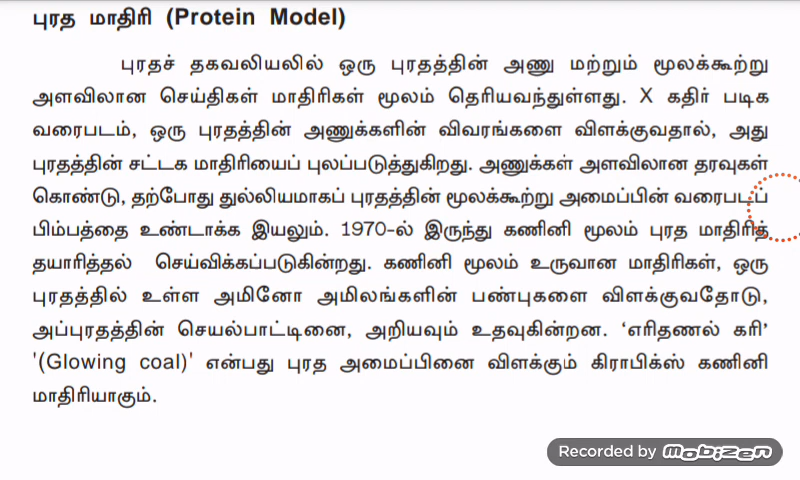 புரத மாதிரி (Protein Model)
புரதச் தகவலியலில் ஒரு புரதத்தின் அணு மற்றும் மூலக்கூற்று
அளவிலான செய்திகள் மாதிரிகள் மூலம் தெரியவந்துள்ளது. X கதிர் படிக
வரைபடம், ஒரு புரதத்தின் அணுக்களின் விவரங்களை விளக்குவதால், அது
புரதத்தின் சட்டக மாதிரியைப் புலப்படுத்துகிறது. அணுக்கள் அளவிலான தரவுகள்
கொண்டு, தற்போது துல்லியமாகப் புரதத்தின் மூலக்கூற்று அமைப்பின் வரைபடப்
பிம்பத்தை உண்டாக்க இயலும். 1970-ல் இருந்து கணினி மூலம் புரத மாதிரித்
தயாரித்தல் செய்விக்கப்படுகின்றது. கணினி மூலம் உருவான மாதிரிகள், ஒரு
புரதத்தில் உள்ள அமினோ அமிலங்களின் பண்புகளை விளக்குவதோடு,
அப்புரதத்தின் செயல்பாட்டினை, அறியவும் உதவுகின்றன. ‘எரிதணல் கரி’
'(Glowing coal)' என்பது புரத அமைப்பினை விளக்கும் கிராபிக்ஸ் கணினி
மாதிரியாகும்.
Recorded by mobizen